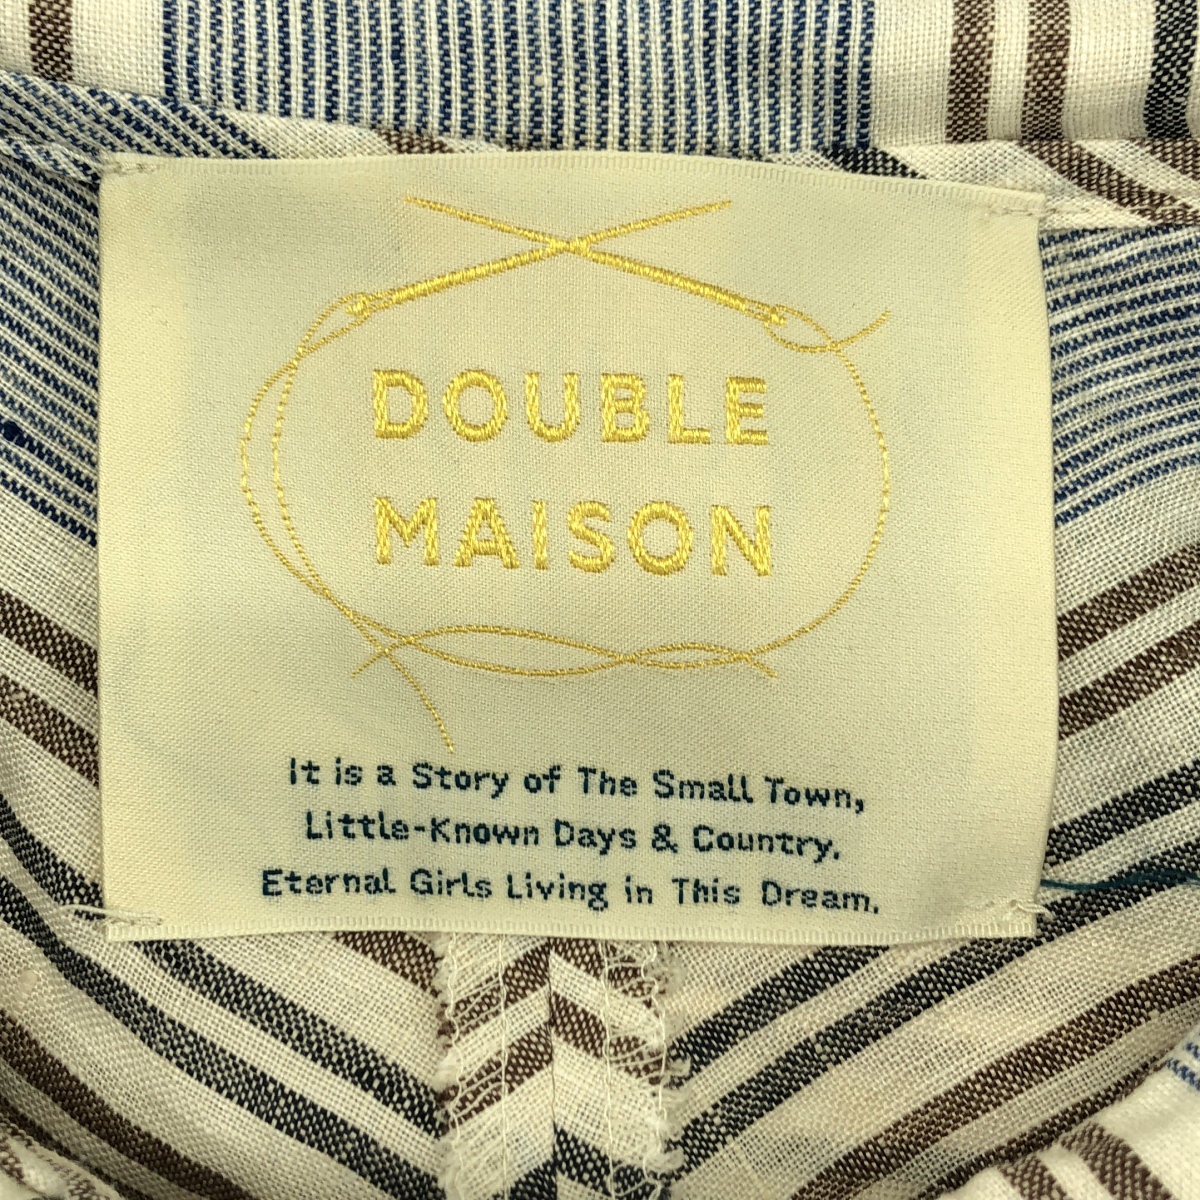 DOUBLE
MAISON
It is a Story of The Small Town,
Little-Known Days & Country.
Eternal Girls Living in This Dream.